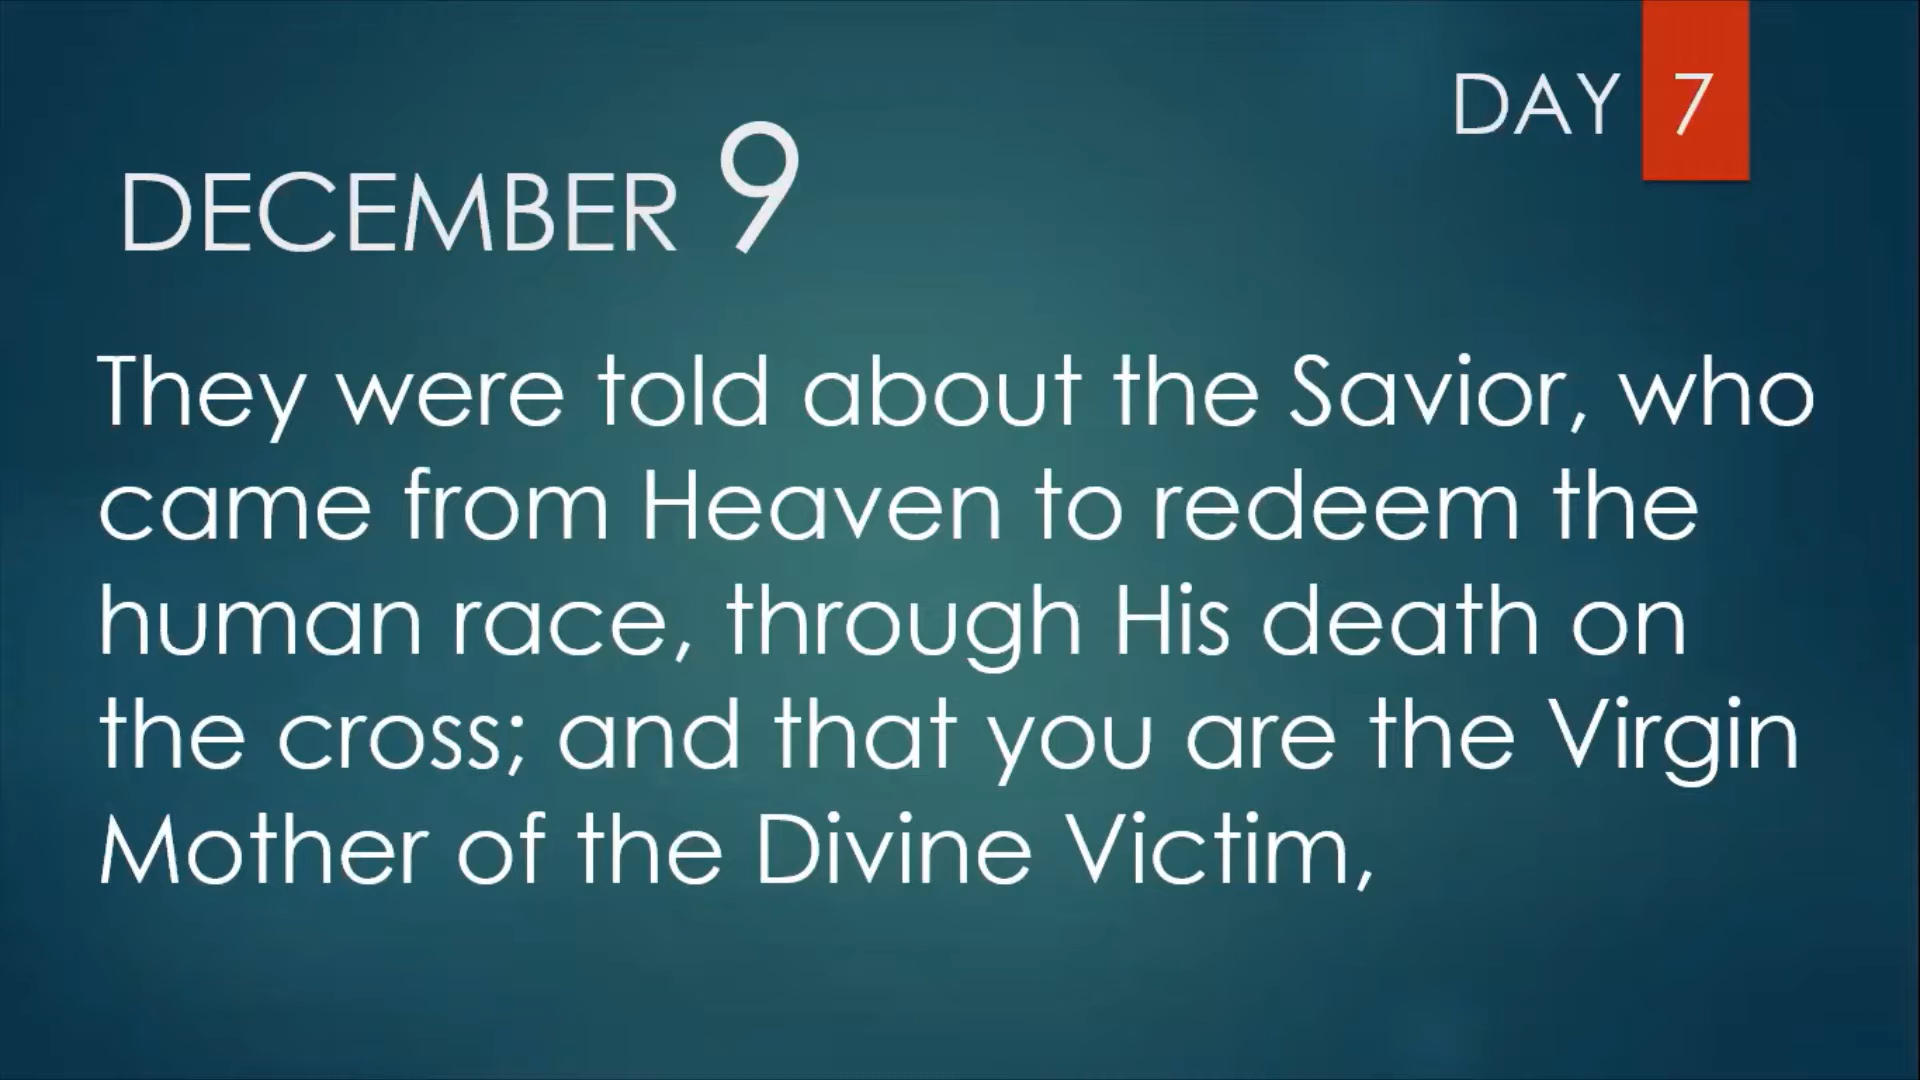 DAY 7
DECEMBER 9
They were told about the Savior, who
came from Heaven to redeem the
human race, through His death on
the cross; and that you are the Virgin
Mother of the Divine Victim,